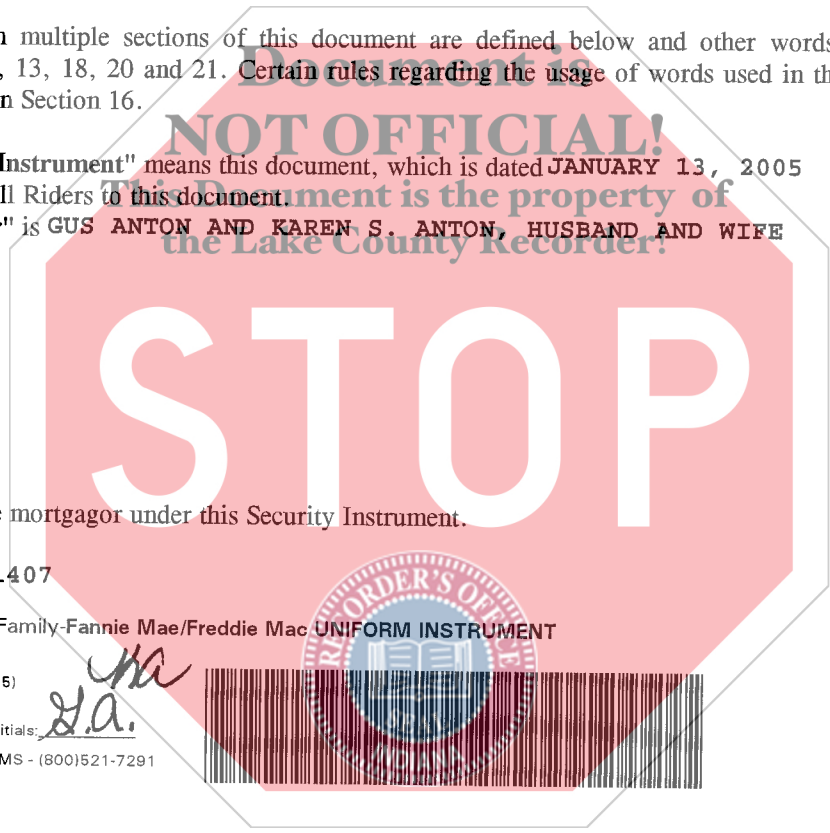 multiple sections of this document are defined below and other words
, 13, 18, 20 and 21. Certain rules regarding the usage of words used in th
n Section 16.
Document is
NOT OFFICIAL!
Instrument" means this document, which is dated JANUARY 13, 2005
ll Riders to this document.
This Document is the property of
" is GUS ANTON AND KAREN S. ANTON, HUSBAND AND WIFE
the Lake County Recorder!
STOP
mortgagor under this Security Instrument.
407
Family-Fannie Mae/Freddie Mac UNIFORM INSTRUMENT
RECORDER'S OFFICE
SEAL
INDIANA
5)
itials: G.A.
MS - (800)521-7291